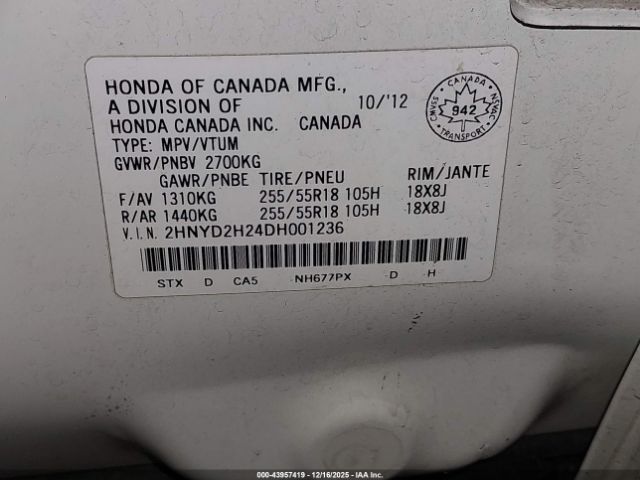 HONDA OF CANADA MFG.,
A DIVISION OF 10/'12
HONDA CANADA INC. CANADA
TYPE: MPV/VTUM
GVWR/PNBV 2700KG
GAWR/PNBE TIRE/PNEU RIM/JANTE
F/AV 1310KG 255/55R18 105H 18X8J
R/AR 1440KG 255/55R18 105H 18X8J
V.I.N. 2HNYD2H24DH001236
STX D CA5 NH677PX D H
CANADA
CMVSS 942 NSVAC
TRANSPORT
000-43957419 - 12/16/2025 - IAA Inc.